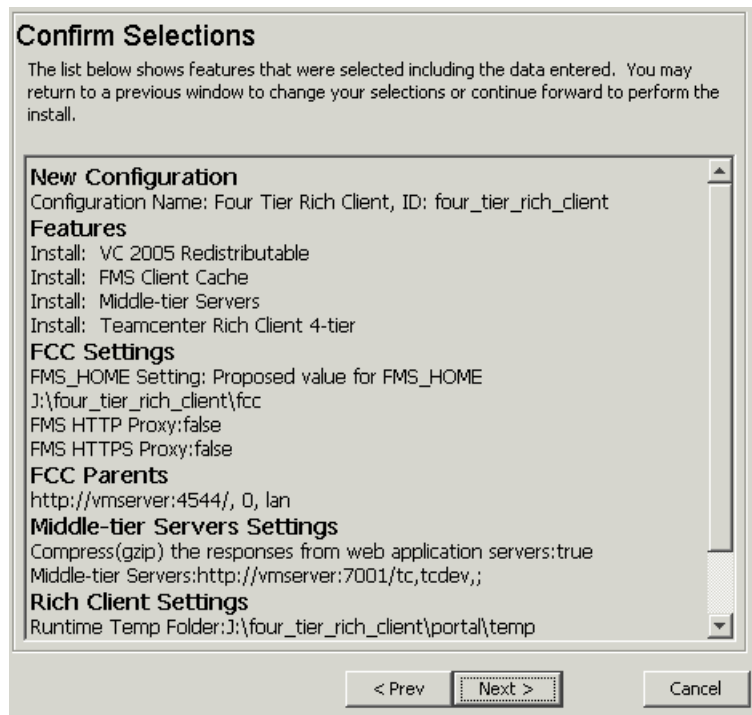 Confirm Selections
The list below shows features that were selected including the data entered. You may
return to a previous window to change your selections or continue forward to perform the
install.
New Configuration
Configuration Name: Four Tier Rich Client, ID: four_tier_rich_client
Features
Install: VC 2005 Redistributable
Install: FMS Client Cache
Install: Middle-tier Servers
Install: Teamcenter Rich Client 4-tier
FCC Settings
FMS_HOME Setting: Proposed value for FMS_HOME
J:\four_tier_rich_client\fcc
FMS HTTP Proxy:false
FMS HTTPS Proxy:false
FCC Parents
http://vmserver:4544/, 0, lan
Middle-tier Servers Settings
Compress(gzip) the responses from web application servers:true
Middle-tier Servers:http://vmserver:7001/tc,tcdev,;
Rich Client Settings
Runtime Temp Folder:J:\four_tier_rich_client\portal\temp
< Prev Next > Cancel